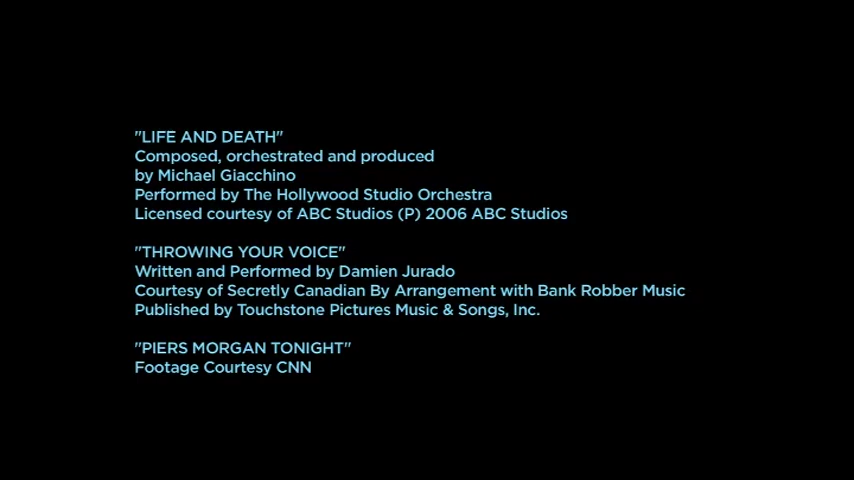 "LIFE AND DEATH"
Composed, orchestrated and produced
by Michael Giacchino
Performed by The Hollywood Studio Orchestra
Licensed courtesy of ABC Studios (P) 2006 ABC Studios
"THROWING YOUR VOICE"
Written and Performed by Damien Jurado
Courtesy of Secretly Canadian By Arrangement with Bank Robber Music
Published by Touchstone Pictures Music & Songs, Inc.
"PIERS MORGAN TONIGHT"
Footage Courtesy CNN